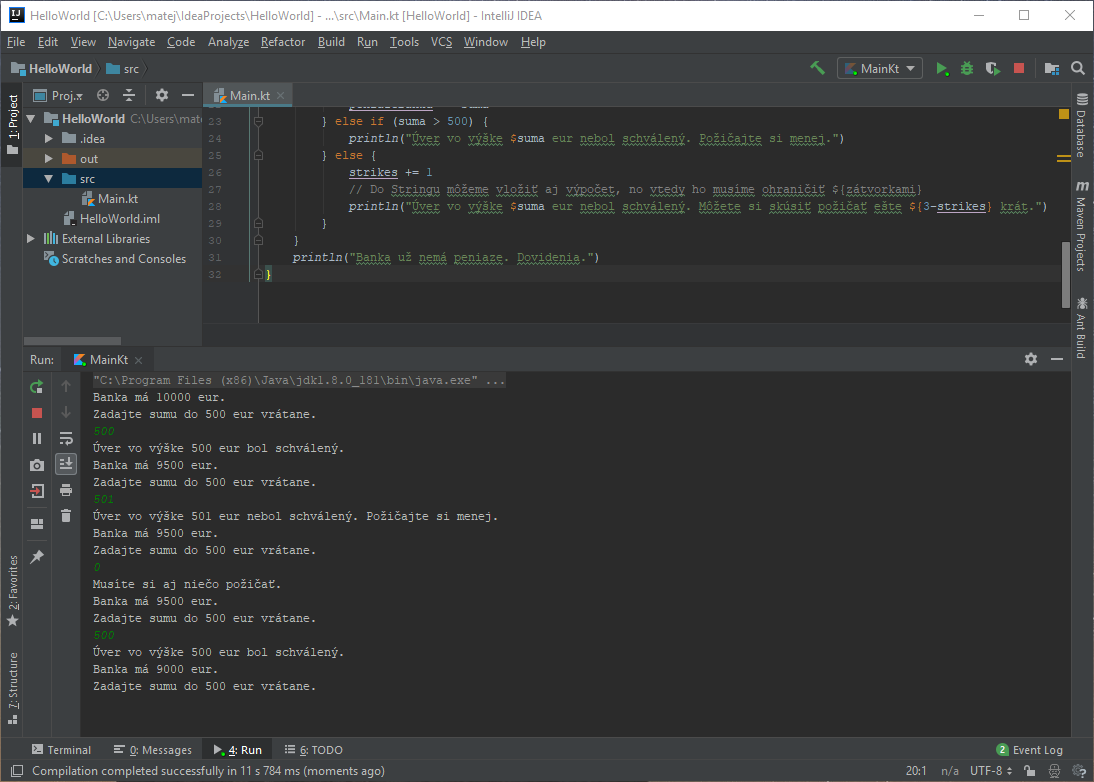 HelloWorld [C:\Users\matej\IdeaProjects\HelloWorld] - ...\src\Main.kt [HelloWorld] - IntelliJ IDEA
File Edit View Navigate Code Analyze Refactor Build Run Tools VCS Window Help
HelloWorld src MainKt
1: Project
Proj.. Main.kt
HelloWorld C:\Users\mate
.idea
out
src
Main.kt
HelloWorld.iml
External Libraries
Scratches and Consoles
23 } else if (suma > 500) {
24 println("Úver vo výške $suma eur nebol schválený. Požičajte si menej.")
25 } else {
26 strikes += 1
27 // Do Stringu môžeme vložiť aj výpočet, no vtedy ho musíme ohraničiť ${zátvorkami}
28 println("Úver vo výške $suma eur nebol schválený. Môžete si skúsiť požičať ešte ${3-strikes} krát.")
29 }
30 }
31 println("Banka už nemá peniaze. Dovidenia.")
32 }
Database
m Maven Projects
Ant Build
Run: MainKt
"C:\Program Files (x86)\Java\jdk1.8.0_181\bin\java.exe" ...
Banka má 10000 eur.
Zadajte sumu do 500 eur vrátane.
500
Úver vo výške 500 eur bol schválený.
Banka má 9500 eur.
Zadajte sumu do 500 eur vrátane.
501
Úver vo výške 501 eur nebol schválený. Požičajte si menej.
Banka má 9500 eur.
Zadajte sumu do 500 eur vrátane.
0
Musíte si aj niečo požičať.
Banka má 9500 eur.
Zadajte sumu do 500 eur vrátane.
500
Úver vo výške 500 eur bol schválený.
Banka má 9000 eur.
Zadajte sumu do 500 eur vrátane.
2: Favorites
7: Structure
Terminal 0: Messages 4: Run 6: TODO 2 Event Log
Compilation completed successfully in 11 s 784 ms (moments ago) 20:1 n/a UTF-8